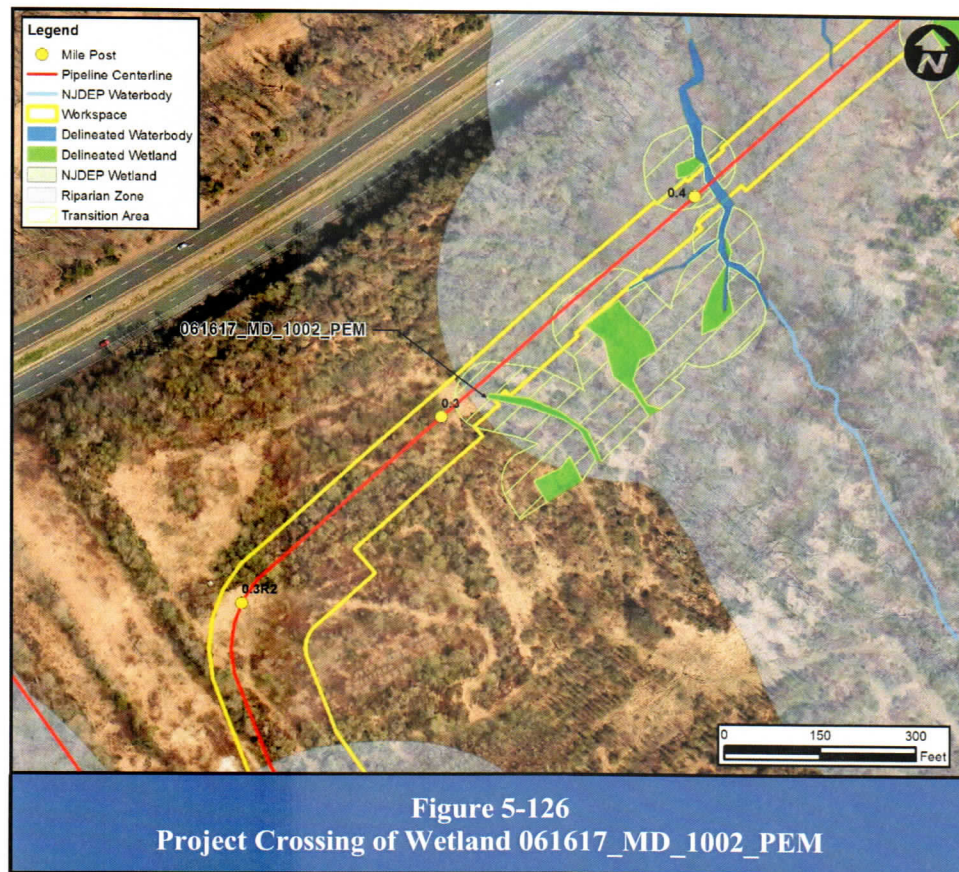 Legend
Mile Post
Pipeline Centerline
NJDEP Waterbody
Workspace
Delineated Waterbody
Delineated Wetland
NJDEP Wetland
Riparian Zone
Transition Area
N
0.4
061617_MD_1002_PEM
0.3
0.3R2
0 150 300
Feet
Figure 5-126
Project Crossing of Wetland 061617_MD_1002_PEM